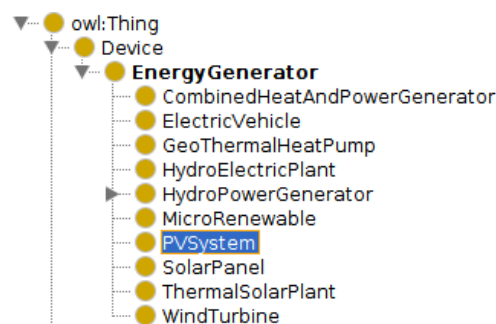 owl:Thing
Device
EnergyGenerator
CombinedHeatAndPowerGenerator
ElectricVehicle
GeoThermalHeatPump
HydroElectricPlant
HydroPowerGenerator
MicroRenewable
PVSystem
SolarPanel
ThermalSolarPlant
WindTurbine